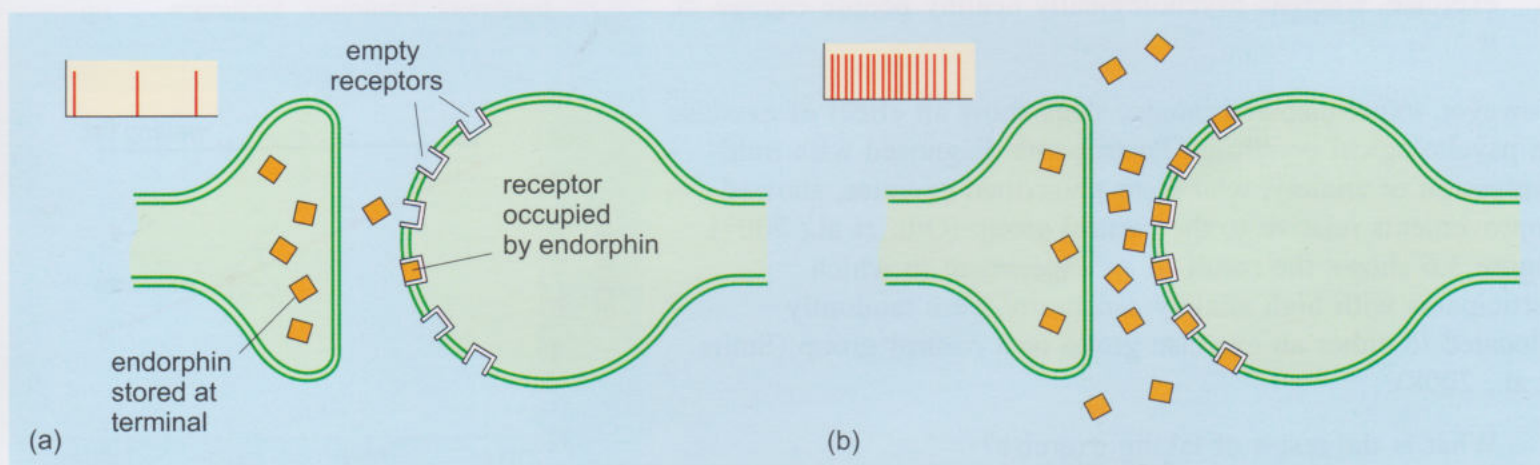 empty
receptors
receptor
occupied
by endorphin
endorphin
stored at
terminal
(a)
(b)